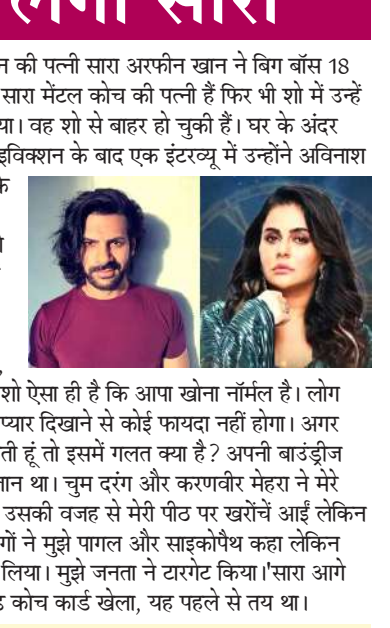 लगी सारा
न की पत्नी सारा अरफीन खान ने बिग बॉस 18
सारा मेंटल कोच की पत्नी हैं फिर भी शो में उन्हें
या। वह शो से बाहर हो चुकी हैं। घर के अंदर
इविक्शन के बाद एक इंटरव्यू में उन्होंने अविनाश
के
शो ऐसा ही है कि आपा खोना नॉर्मल है। लोग
प्यार दिखाने से कोई फायदा नहीं होगा। अगर
ती हूं तो इसमें गलत क्या है? अपनी बाउंड्रीज
ान था। चुम दरंग और करणवीर मेहरा ने मेरे
उसकी वजह से मेरी पीठ पर खरोंचें आईं लेकिन
गों ने मुझे पागल और साइकोपैथ कहा लेकिन
लिया। मुझे जनता ने टारगेट किया।'सारा आगे
कोच कार्ड खेला, यह पहले से तय था।